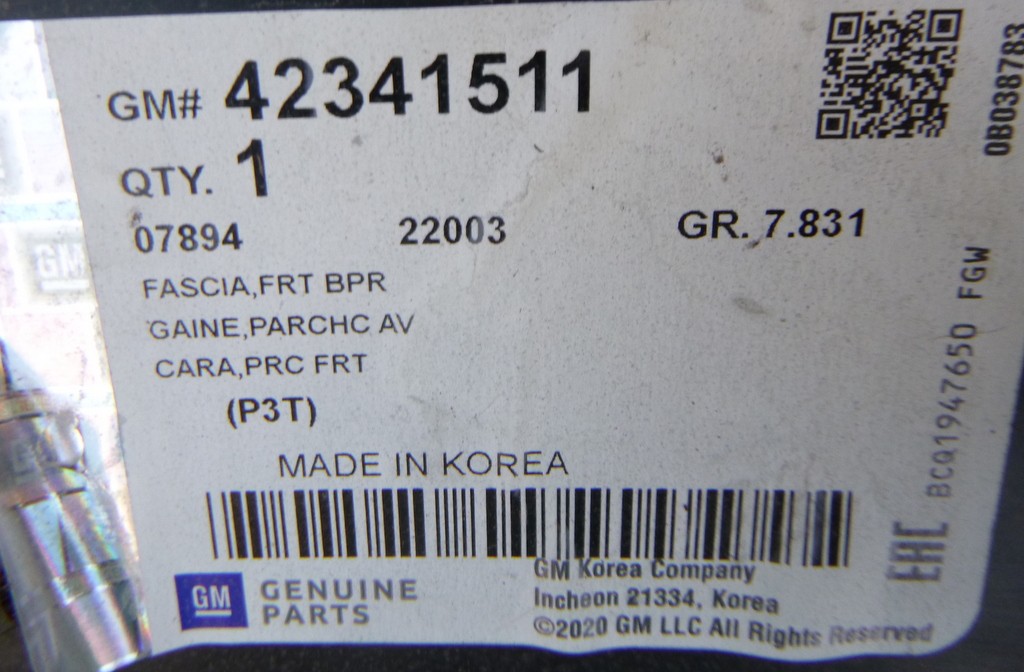 GM# 42341511
QTY. 1
07894 22003 GR. 7.831
FASCIA,FRT BPR
GAINE,PARCHC AV
CARA,PRC FRT
(P3T)
MADE IN KOREA
GM GENUINE PARTS
GM Korea Company
Incheon 21334, Korea
©2020 GM LLC All Rights Reserved
0B038783
BCQ1947650 FGW
EAC
GM